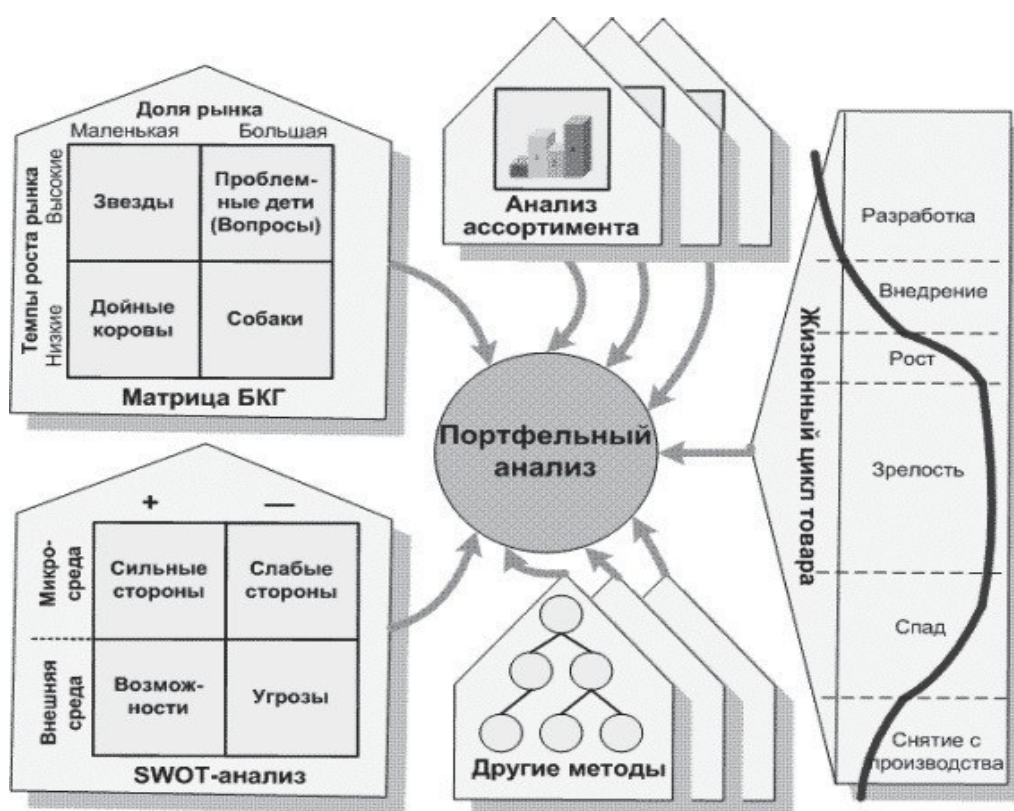 Доля рынка
Маленькая Большая
Темпы роста рынка
Высокие
Низкие
Звезды
Проблем-
ные дети
(Вопросы)
Дойные
коровы
Собаки
Матрица БКГ
Анализ
ассортимента
Портфельный
анализ
+ —
Микро-
среда
Внешняя
среда
Сильные
стороны
Слабые
стороны
Возмож-
ности
Угрозы
SWOT-анализ
Другие методы
Жизненный цикл товара
Разработка
Внедрение
Рост
Зрелость
Спад
Снятие с
производства